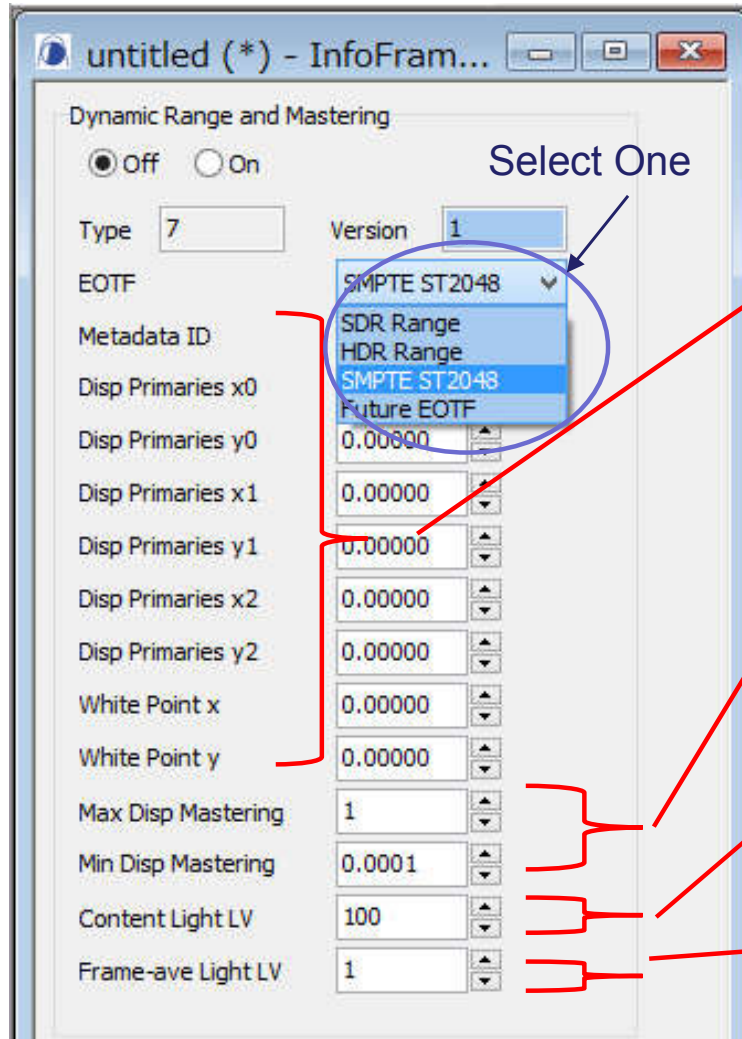 untitled (*) - InfoFram...
Dynamic Range and Mastering
Off On
Select One
Type 7 Version 1
EOTF SMPTE ST2048
SDR Range
Metadata ID
HDR Range
SMPTE ST2048
Disp Primaries x0
Future EOTF
Disp Primaries y0 0.00000
Disp Primaries x1 0.00000
Disp Primaries y1 0.00000
Disp Primaries x2 0.00000
Disp Primaries y2 0.00000
White Point x 0.00000
White Point y 0.00000
Max Disp Mastering 1
Min Disp Mastering 0.0001
Content Light LV 100
Frame-ave Light LV 1